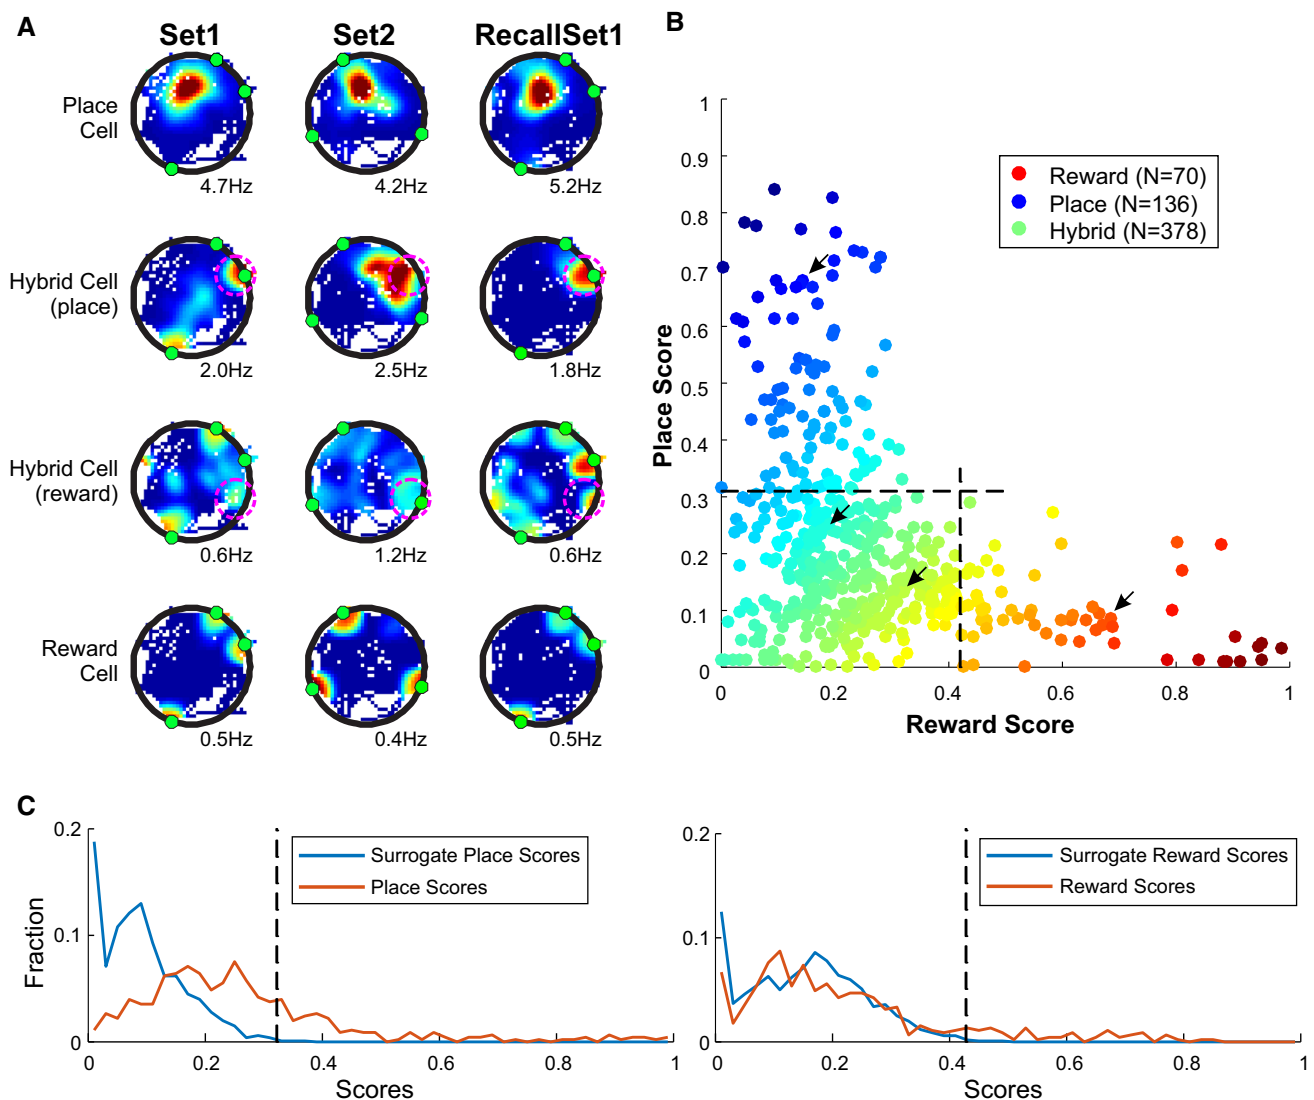 A
Set1
Set2
RecallSet1
Place
Cell
4.7Hz
4.2Hz
5.2Hz
Hybrid Cell
(place)
2.0Hz
2.5Hz
1.8Hz
Hybrid Cell
(reward)
0.6Hz
1.2Hz
0.6Hz
Reward
Cell
0.5Hz
0.4Hz
0.5Hz
B
Place Score
1
0.9
0.8
0.7
0.6
0.5
0.4
0.3
0.2
0.1
0
0
0.2
0.4
0.6
0.8
1
Reward Score
Reward (N=70)
Place (N=136)
Hybrid (N=378)
C
Fraction
0.2
0.1
0
0
0.2
0.4
0.6
0.8
1
Scores
Surrogate Place Scores
Place Scores
0.2
0.1
0
0
0.2
0.4
0.6
0.8
1
Scores
Surrogate Reward Scores
Reward Scores